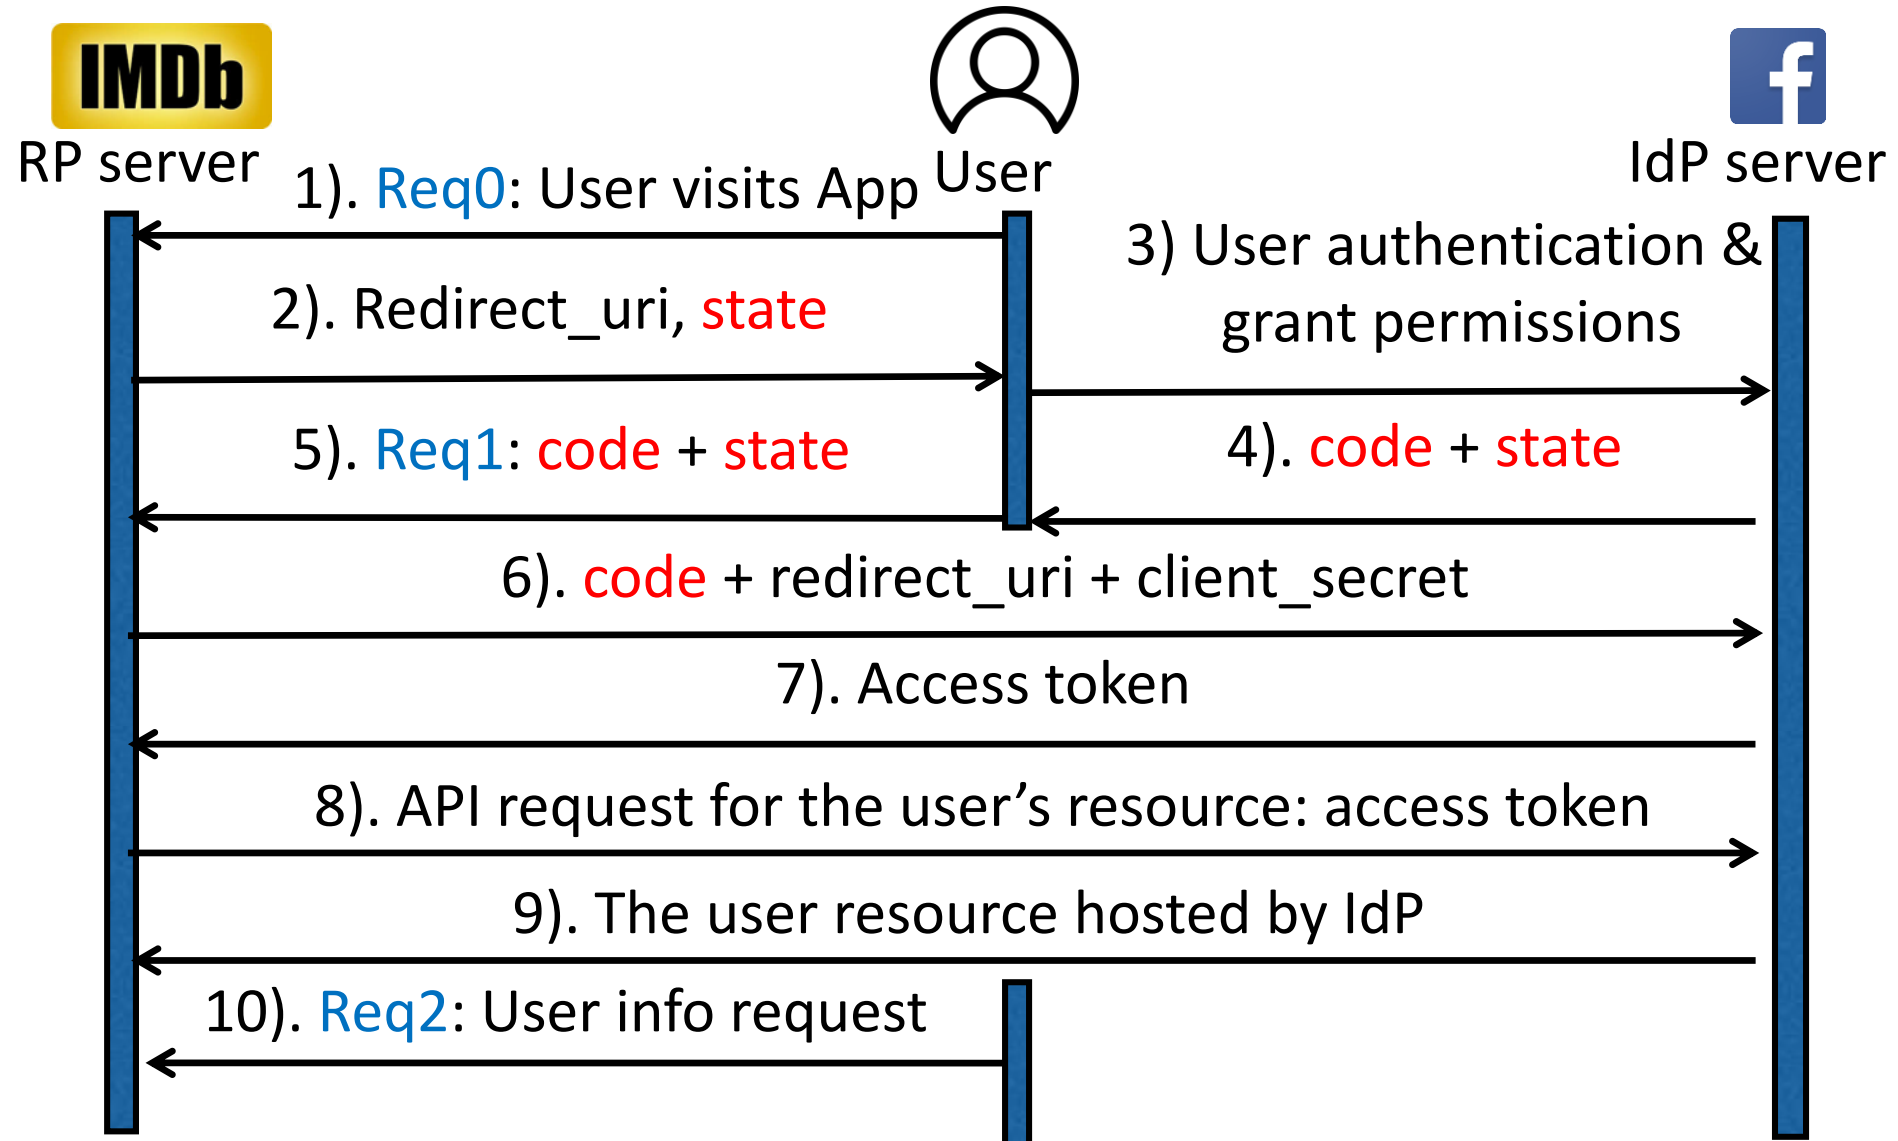 IMDb
f
RP server
User
IdP server
1). Req0: User visits App
3) User authentication &
grant permissions
2). Redirect_uri, state
5). Req1: code + state
4). code + state
6). code + redirect_uri + client_secret
7). Access token
8). API request for the user’s resource: access token
9). The user resource hosted by IdP
10). Req2: User info request